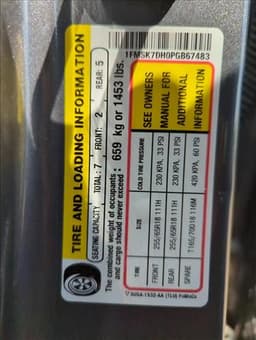 1FMSK7DH0PGB67483
TIRE AND LOADING INFORMATION
SEATING CAPACITY TOTAL: 7 FRONT: 2 REAR: 5
The combined weight of occupants
and cargo should never exceed: 659 kg or 1453 lbs.
TIRE SIZE COLD TIRE PRESSURE
FRONT 255/65R18 111H 230 KPA, 33 PSI
REAR 255/65R18 111H 230 KPA, 33 PSI
SPARE T165/70D18 116M 420 KPA, 60 PSI
SEE OWNERS
MANUAL FOR
ADDITIONAL
INFORMATION